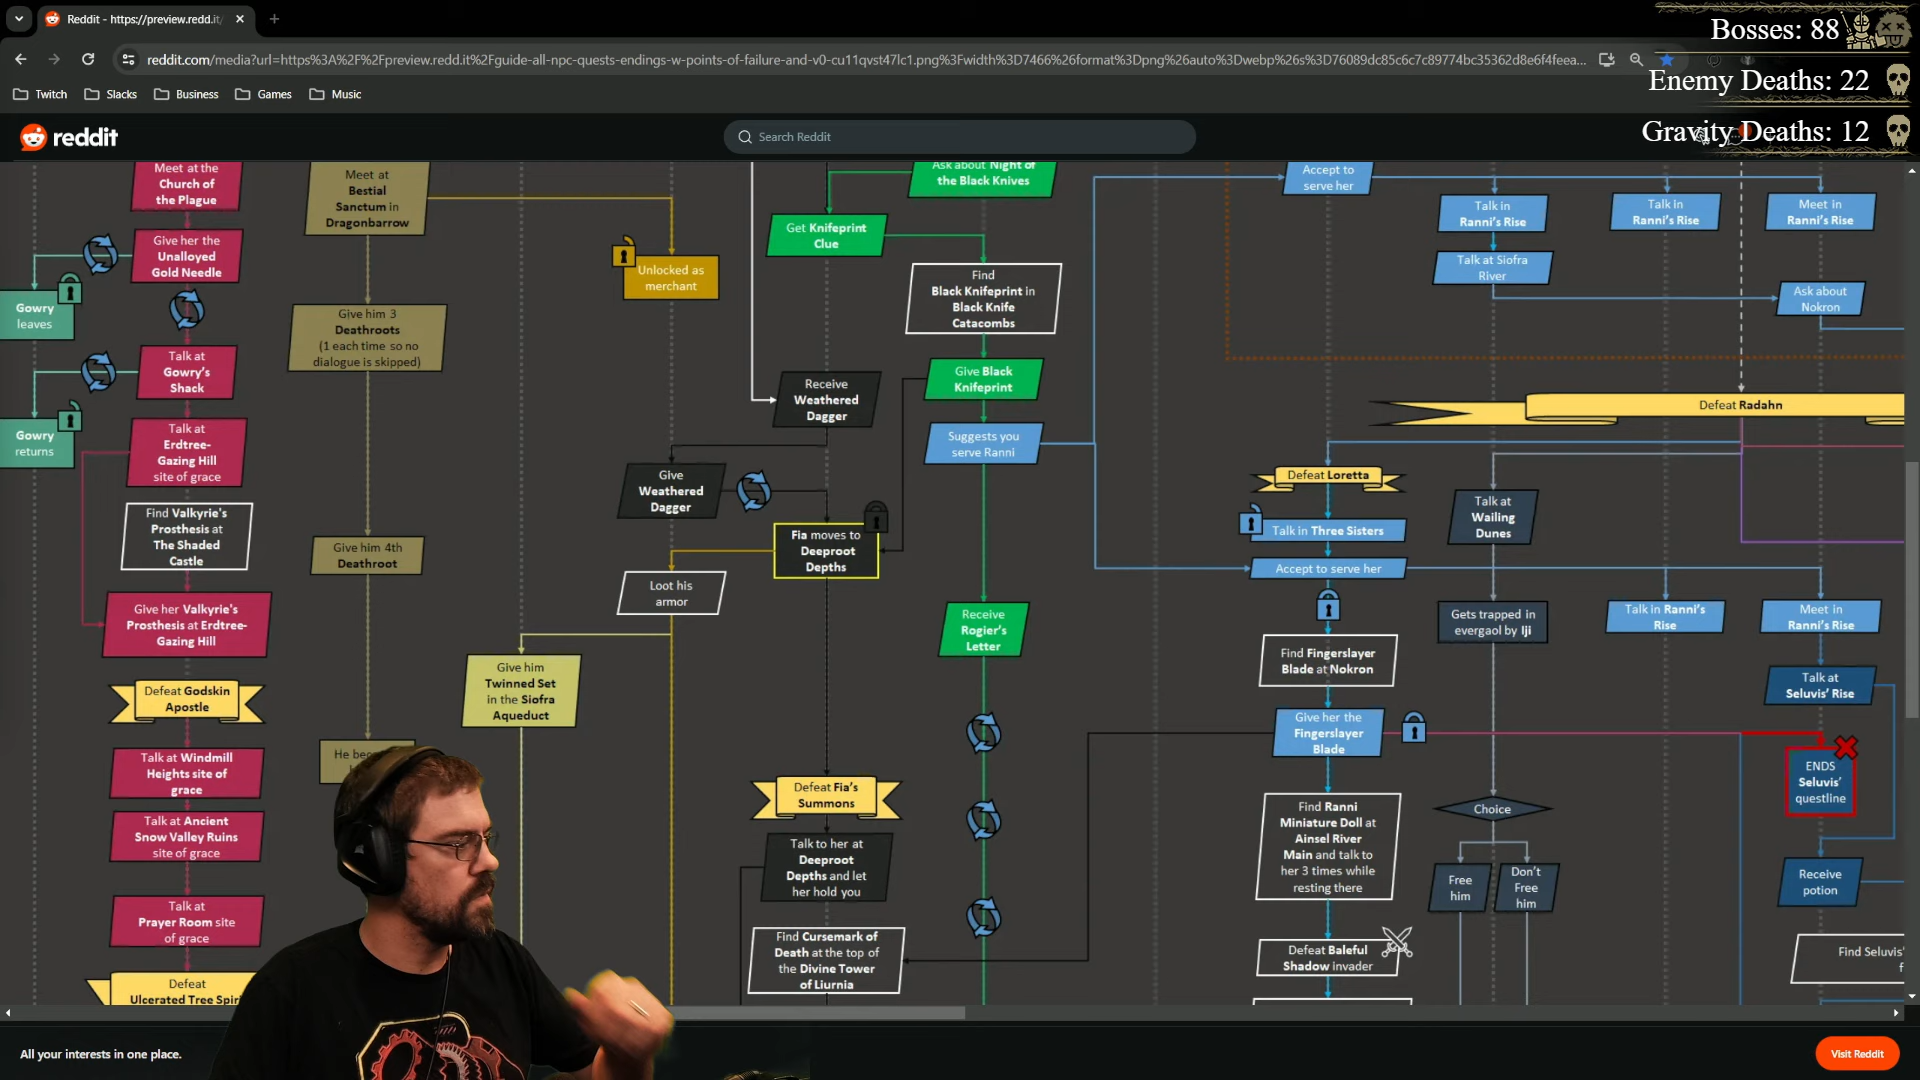 Reddit - https://preview.redd.it/
Bosses: 88
reddit.com/media?url=https%3A%2F%2Fpreview.redd.it%2Fguide-all-npc-quests-endings-w-points-of-failure-and-v0-cu11qvst47lc1.png%3Fwidth%3D7466%26format%3Dpng%26auto%3Dwebp%26s%3D76089dc85c6c7c89774bc35362d8e6f4feea...
Enemy Deaths: 22
Twitch
Slacks
Business
Games
Music
Gravity Deaths: 12
reddit
Search Reddit
Meet at the
Church of
the Plague
Give her the
Unalloyed
Gold Needle
Gowry
leaves
Talk at
Gowry's
Shack
Gowry
returns
Talk at
Erdtree-
Gazing Hill
site of grace
Find Valkyrie's
Prosthesis at
The Shaded
Castle
Give her Valkyrie's
Prosthesis at Erdtree-
Gazing Hill
Defeat Godskin
Apostle
Talk at Windmill
Heights site of
grace
Talk at Ancient
Snow Valley Ruins
site of grace
Talk at
Prayer Room site
of grace
Defeat
Ulcerated Tree Spiri
Meet at
Bestial
Sanctum in
Dragonbarrow
Give him 3
Deathroots
(1 each time so no
dialogue is skipped)
Give him 4th
Deathroot
Unlocked as
merchant
Give
Weathered
Dagger
Loot his
armor
Give him
Twinned Set
in the Siofra
Aqueduct
Receive
Weathered
Dagger
Fia moves to
Deeproot
Depths
Defeat Fia's
Summons
Talk to her at
Deeproot
Depths and let
her hold you
Find Cursemark of
Death at the top of
the Divine Tower
of Liurnia
Ask about Night of
the Black Knives
Get Knifeprint
Clue
Find
Black Knifeprint in
Black Knife
Catacombs
Give Black
Knifeprint
Suggests you
serve Ranni
Receive
Rogier's
Letter
Accept to
serve her
Talk in
Ranni's Rise
Talk in
Ranni's Rise
Meet in
Ranni's Rise
Talk at Siofra
River
Ask about
Nokron
Defeat Radahn
Defeat Loretta
Talk in Three Sisters
Accept to serve her
Find Fingerslayer
Blade at Nokron
Give her the
Fingerslayer
Blade
Find Ranni
Miniature Doll at
Ainsel River
Main and talk to
her 3 times while
resting there
Defeat Baleful
Shadow invader
Talk at
Wailing
Dunes
Gets trapped in
evergaol by Iji
Choice
Free
him
Don't
Free
him
Talk in Ranni's
Rise
Meet in
Ranni's Rise
Talk at
Seluvis' Rise
ENDS
Seluvis'
questline
Receive
potion
Find Seluvis'
All your interests in one place.
Visit Reddit